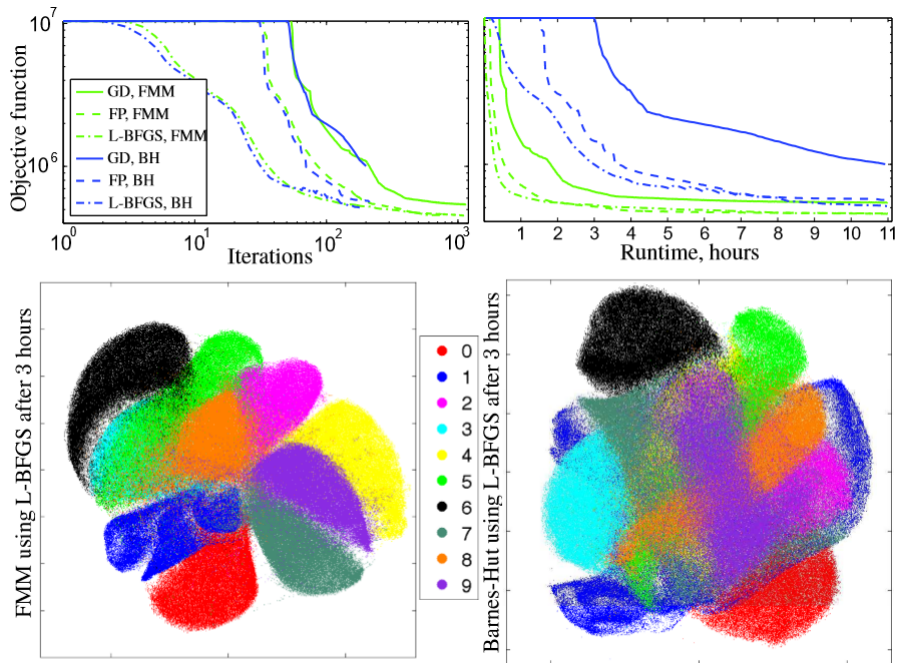 Objective function
10⁷
10⁶
GD, FMM
FP, FMM
L-BFGS, FMM
GD, BH
FP, BH
L-BFGS, BH
10⁰ 10¹ 10² 10³
Iterations
1 2 3 4 5 6 7 8 9 10 11
Runtime, hours
FMM using L-BFGS after 3 hours
0
1
2
3
4
5
6
7
8
9
Barnes-Hut using L-BFGS after 3 hours